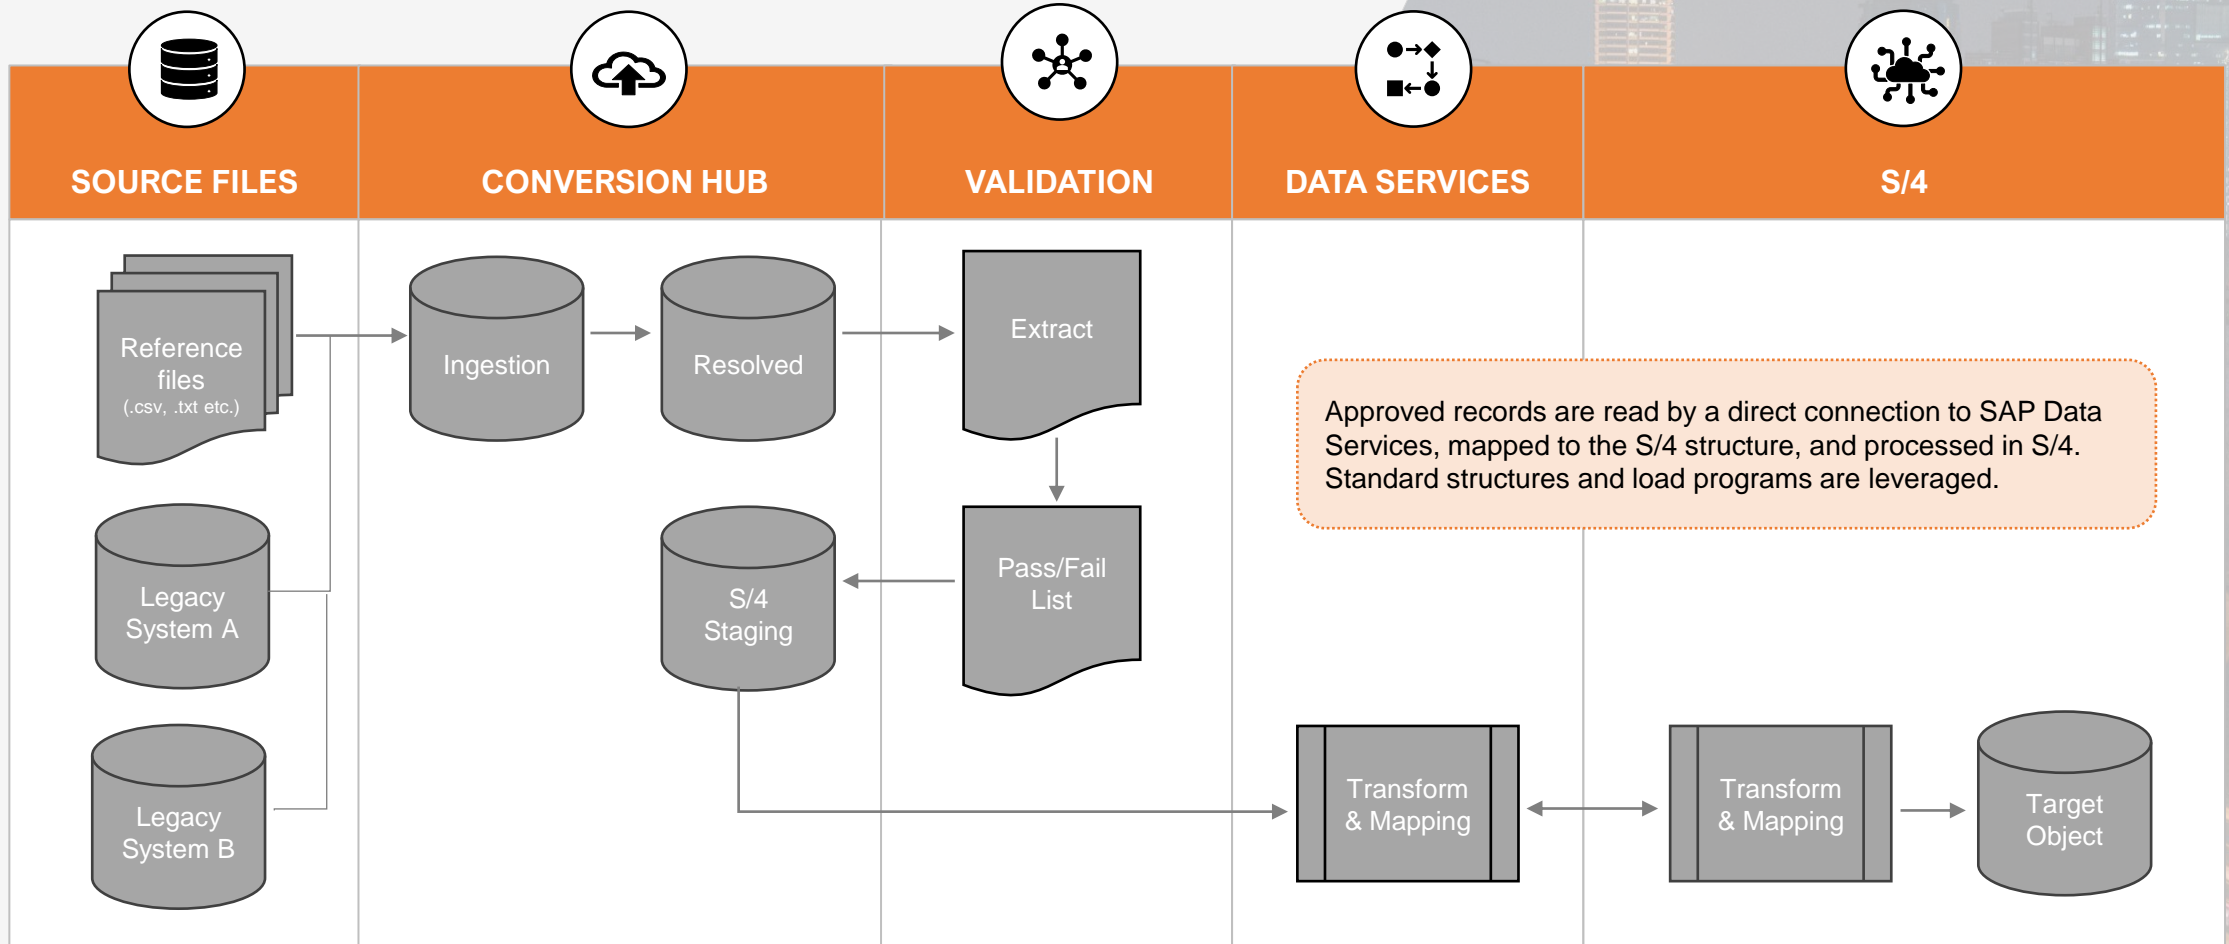 SOURCE FILES
CONVERSION HUB
VALIDATION
DATA SERVICES
S/4
Reference
files
(.csv, .txt etc.)
Ingestion
Resolved
Extract
Approved records are read by a direct connection to SAP Data
Services, mapped to the S/4 structure, and processed in S/4.
Standard structures and load programs are leveraged.
Legacy
System A
S/4
Staging
Pass/Fail
List
Legacy
System B
Transform
& Mapping
Transform
& Mapping
Target
Object